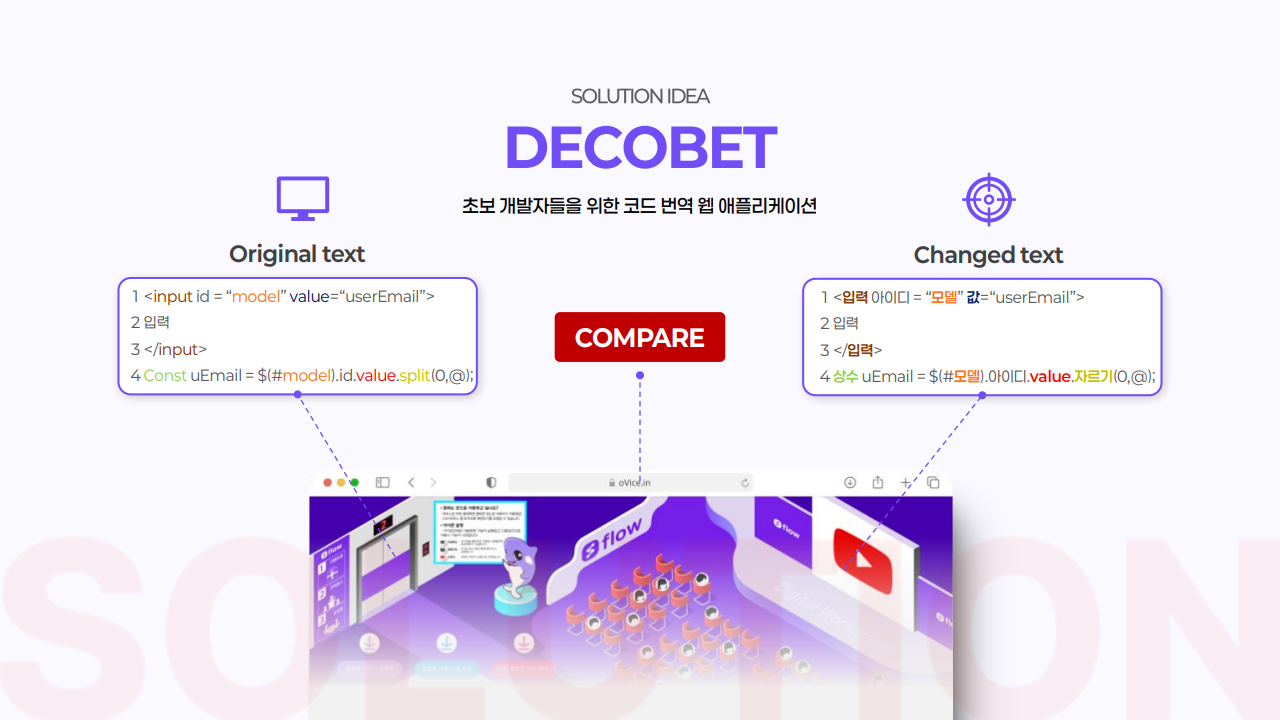 SOLUTION IDEA
DECOBET
초보 개발자들을 위한 코드 번역 웹 애플리케이션
Original text
1 <input id = “model” value=“userEmail”>
2 입력
3 </input>
4 Const uEmail = $(#model).id.value.split(0,@);
COMPARE
Changed text
1 <입력 아이디 = “모델” 값=“userEmail”>
2 입력
3 </입력>
4 상수 uEmail = $(#모델).아이디.value.자르기(0,@);
oVice.in
flow
flow
flow
1
2
3
SOLUTION